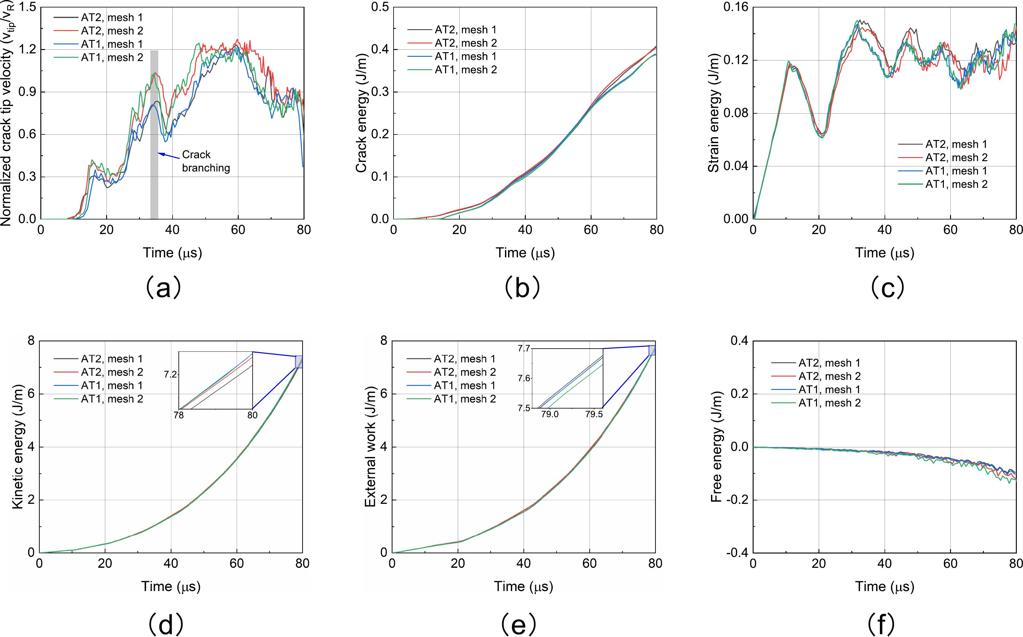 Normalized crack tip velocity (vtip/vR)
1.5
1.2
0.9
0.6
0.3
0.0
AT2, mesh 1
AT2, mesh 2
AT1, mesh 1
AT1, mesh 2
Crack
branching
0 20 40 60 80
Time (μs)
(a)
Crack energy (J/m)
0.5
0.4
0.3
0.2
0.1
0.0
AT2, mesh 1
AT2, mesh 2
AT1, mesh 1
AT1, mesh 2
0 20 40 60 80
Time (μs)
(b)
Strain energy (J/m)
0.16
0.12
0.08
0.04
0.00
AT2, mesh 1
AT2, mesh 2
AT1, mesh 1
AT1, mesh 2
0 20 40 60 80
Time (μs)
(c)
Kinetic energy (J/m)
8
6
4
2
0
AT2, mesh 1
AT2, mesh 2
AT1, mesh 1
AT1, mesh 2
7.2
78 80
0 20 40 60 80
Time (μs)
(d)
External work (J/m)
8
6
4
2
0
AT2, mesh 1
AT2, mesh 2
AT1, mesh 1
AT1, mesh 2
7.7
7.6
7.5
79.0 79.5
0 20 40 60 80
Time (μs)
(e)
Free energy (J/m)
0.4
0.2
0.0
-0.2
-0.4
AT2, mesh 1
AT2, mesh 2
AT1, mesh 1
AT1, mesh 2
0 20 40 60 80
Time (μs)
(f)